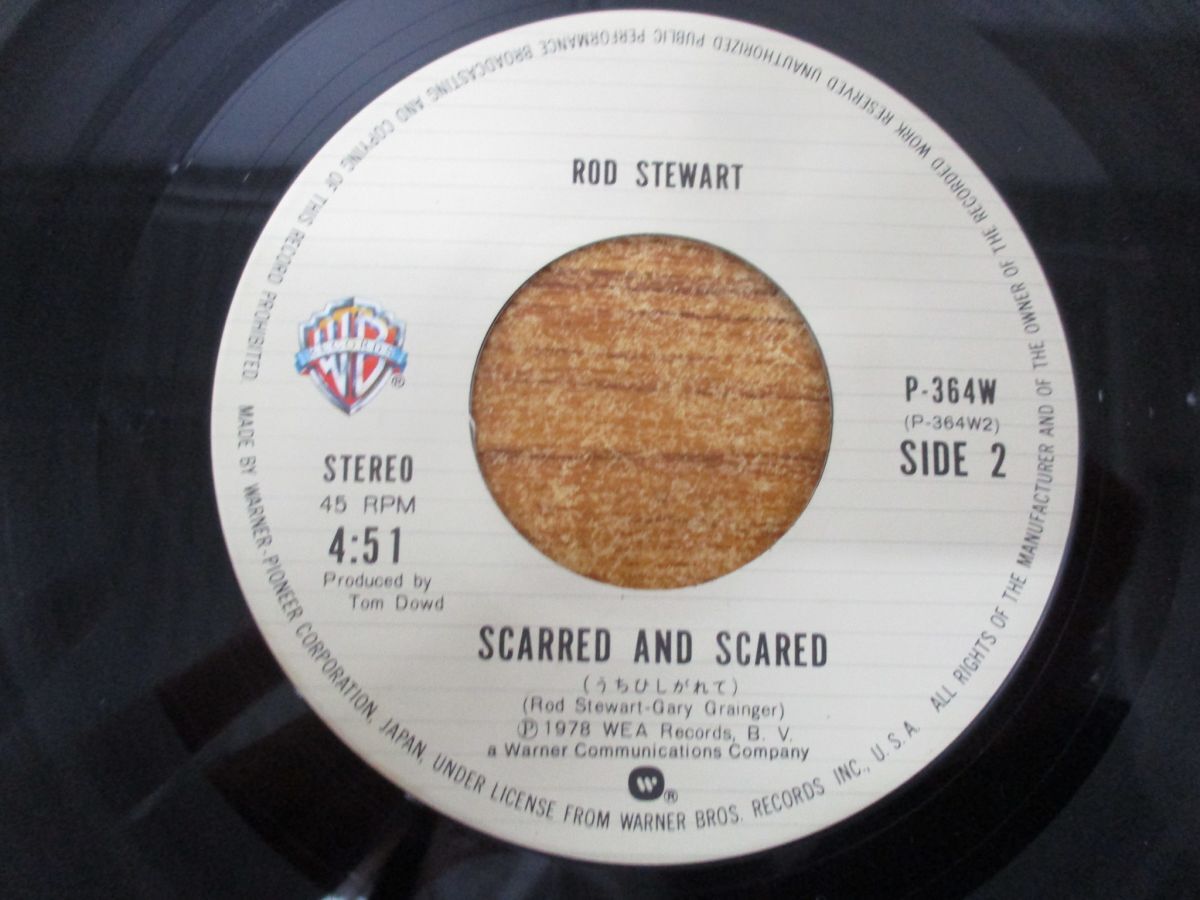 ROD STEWART
WB
RECORDS
®
P-364W
(P-364W2)
SIDE 2
STEREO
45 RPM
4:51
Produced by
Tom Dowd
SCARRED AND SCARED
(うちひしがれて)
(Rod Stewart-Gary Grainger)
Ⓟ1978 WEA Records, B. V.
a Warner Communications Company
®
MADE BY WARNER-PIONEER CORPORATION, JAPAN, UNDER LICENSE FROM WARNER BROS. RECORDS INC., U.S.A. ALL RIGHTS OF THE MANUFACTURER AND OF THE OWNER OF THE RECORDED WORK RESERVED UNAUTHORIZED PUBLIC PERFORMANCE BROADCASTING AND COPYING OF THIS RECORD PROHIBITED.